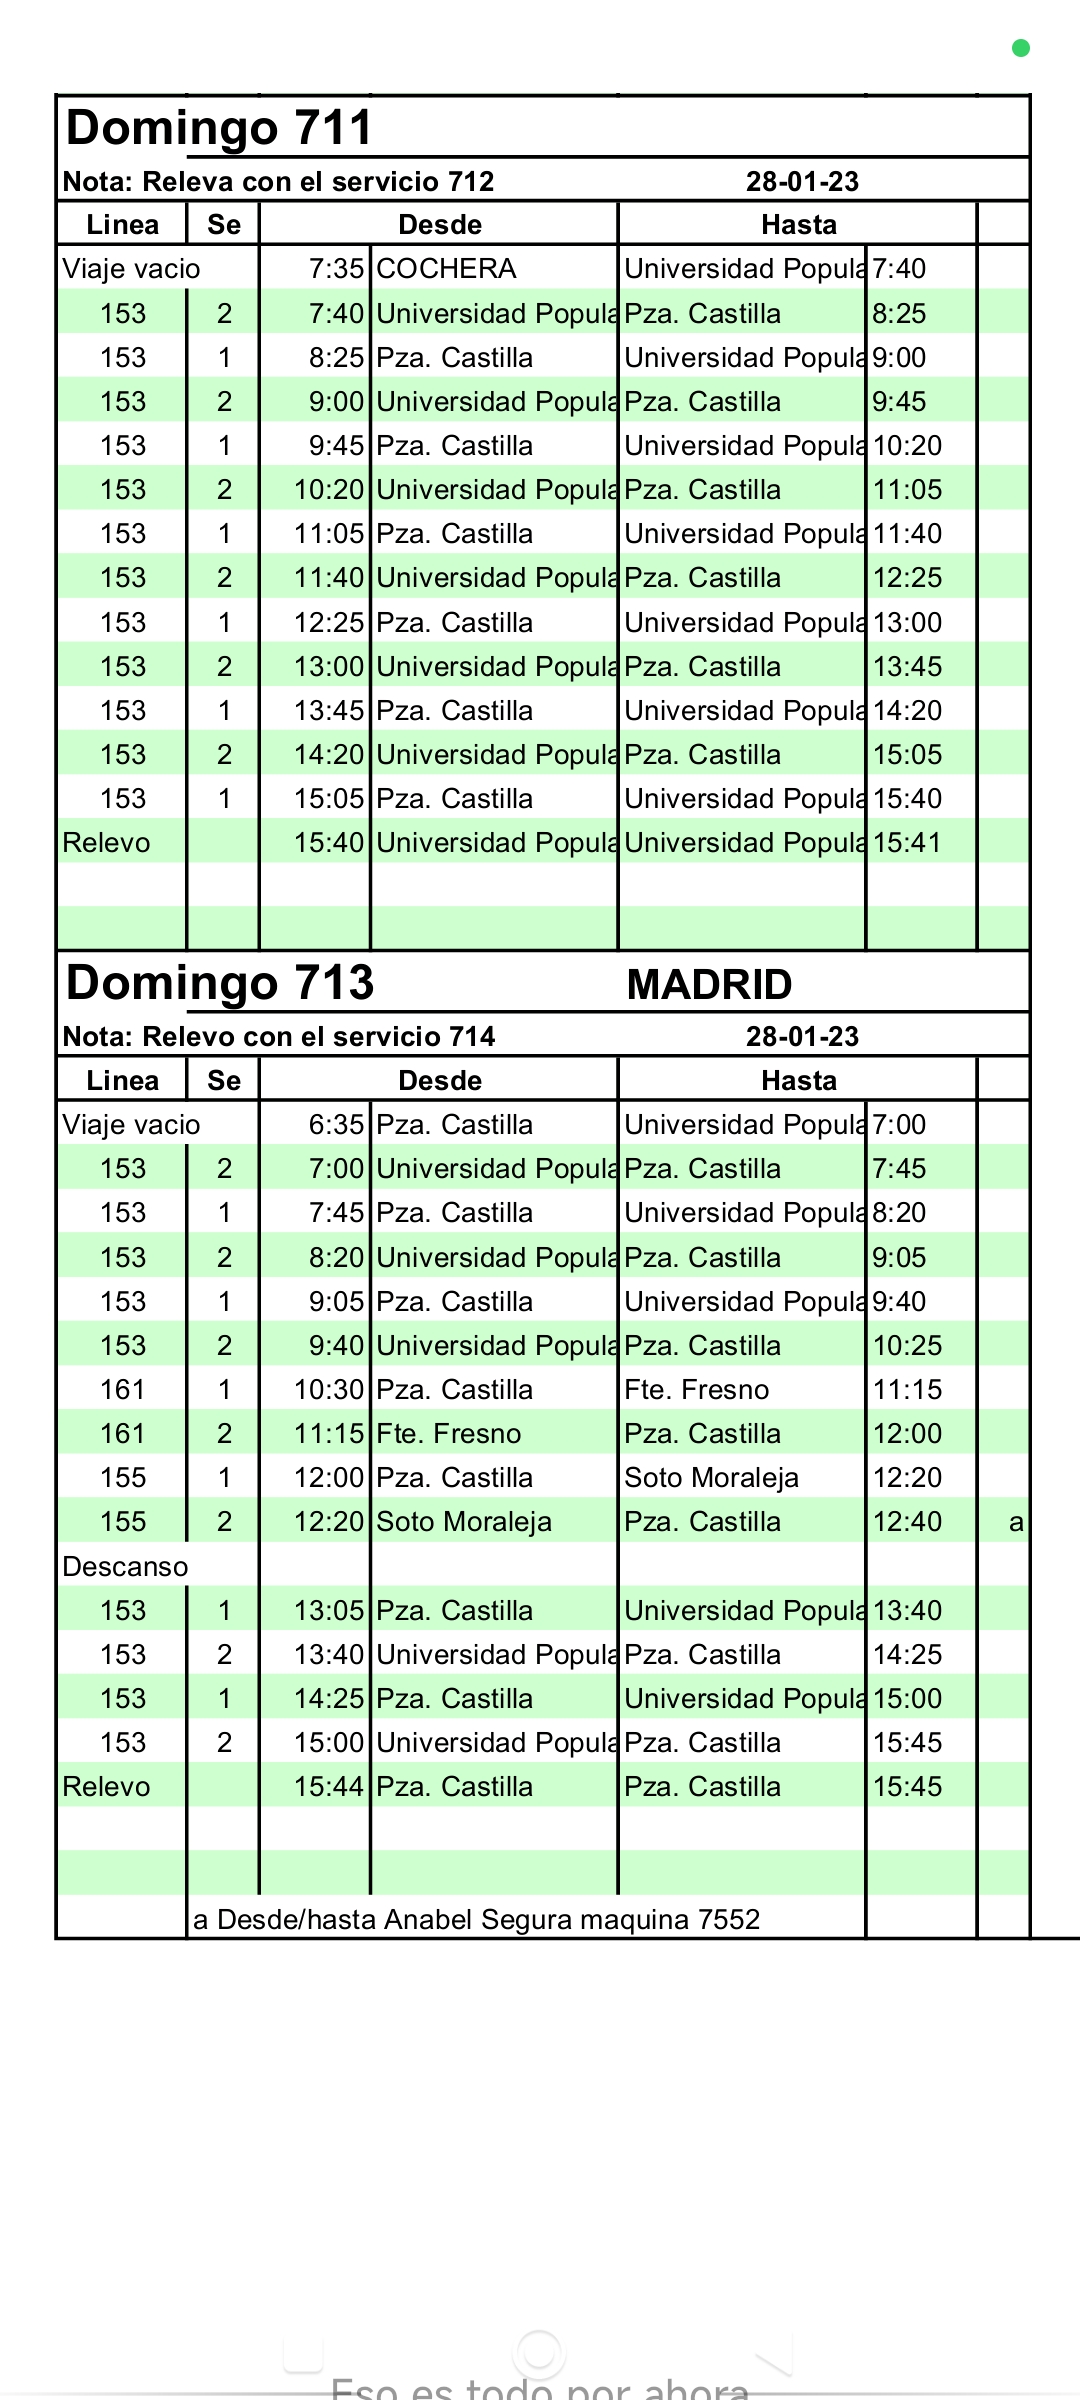 Domingo 711
Nota: Releva con el servicio 712 28-01-23
Linea Se Desde Hasta
Viaje vacio 7:35 COCHERA Universidad Popula 7:40
153 2 7:40 Universidad Popula Pza. Castilla 8:25
153 1 8:25 Pza. Castilla Universidad Popula 9:00
153 2 9:00 Universidad Popula Pza. Castilla 9:45
153 1 9:45 Pza. Castilla Universidad Popula 10:20
153 2 10:20 Universidad Popula Pza. Castilla 11:05
153 1 11:05 Pza. Castilla Universidad Popula 11:40
153 2 11:40 Universidad Popula Pza. Castilla 12:25
153 1 12:25 Pza. Castilla Universidad Popula 13:00
153 2 13:00 Universidad Popula Pza. Castilla 13:45
153 1 13:45 Pza. Castilla Universidad Popula 14:20
153 2 14:20 Universidad Popula Pza. Castilla 15:05
153 1 15:05 Pza. Castilla Universidad Popula 15:40
Relevo 15:40 Universidad Popula Universidad Popula 15:41
Domingo 713 MADRID
Nota: Relevo con el servicio 714 28-01-23
Linea Se Desde Hasta
Viaje vacio 6:35 Pza. Castilla Universidad Popula 7:00
153 2 7:00 Universidad Popula Pza. Castilla 7:45
153 1 7:45 Pza. Castilla Universidad Popula 8:20
153 2 8:20 Universidad Popula Pza. Castilla 9:05
153 1 9:05 Pza. Castilla Universidad Popula 9:40
153 2 9:40 Universidad Popula Pza. Castilla 10:25
161 1 10:30 Pza. Castilla Fte. Fresno 11:15
161 2 11:15 Fte. Fresno Pza. Castilla 12:00
155 1 12:00 Pza. Castilla Soto Moraleja 12:20
155 2 12:20 Soto Moraleja Pza. Castilla 12:40 a
Descanso
153 1 13:05 Pza. Castilla Universidad Popula 13:40
153 2 13:40 Universidad Popula Pza. Castilla 14:25
153 1 14:25 Pza. Castilla Universidad Popula 15:00
153 2 15:00 Universidad Popula Pza. Castilla 15:45
Relevo 15:44 Pza. Castilla Pza. Castilla 15:45
a Desde/hasta Anabel Segura maquina 7552
Eso es todo por ahora